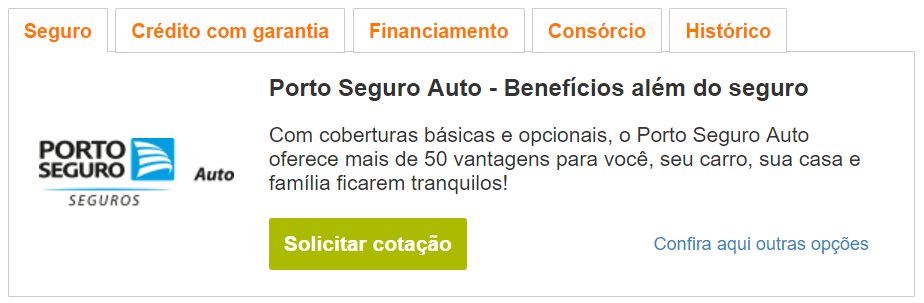 Seguro
Crédito com garantia
Financiamento
Consórcio
Histórico
Porto Seguro Auto - Benefícios além do seguro
Com coberturas básicas e opcionais, o Porto Seguro Auto
oferece mais de 50 vantagens para você, seu carro, sua casa e
família ficarem tranquilos!
PORTO
SEGURO
Auto
SEGUROS
Solicitar cotação
Confira aqui outras opções